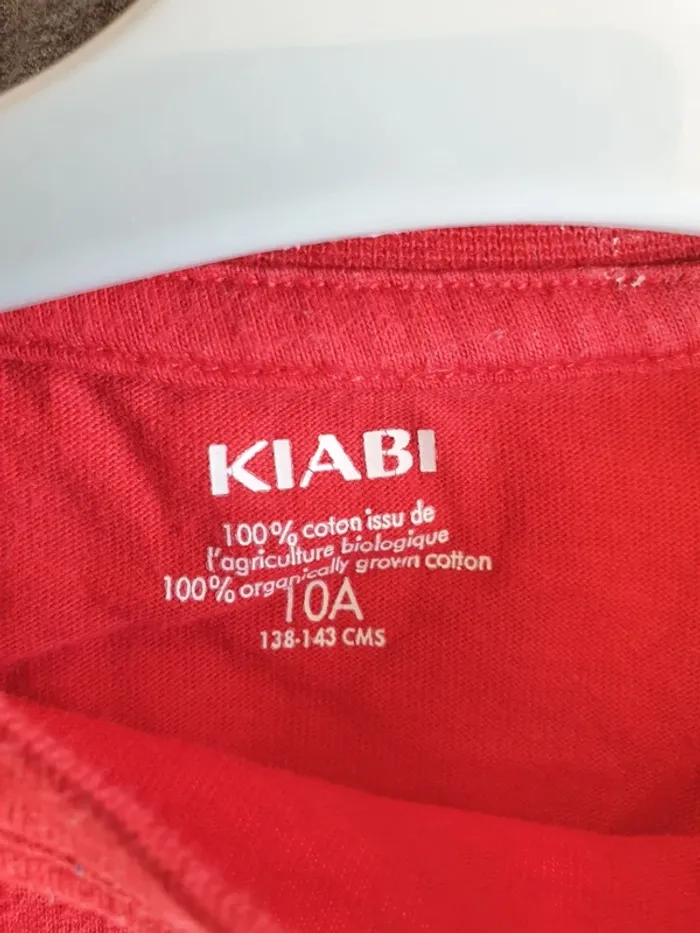 KIABI
100% coton issu de
l'agriculture biologique
100% organically grown cotton
10A
138-143 CMS